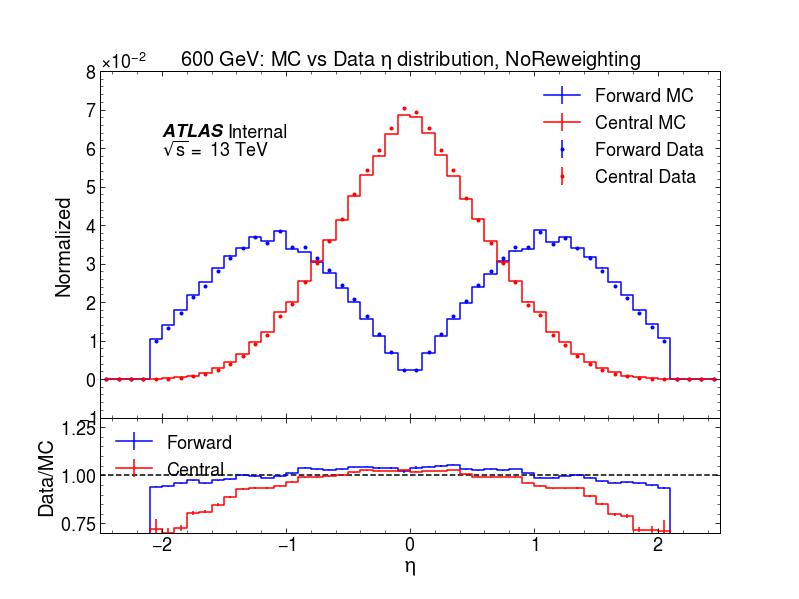 ×10⁻²
600 GeV: MC vs Data η distribution, NoReweighting
8
7
6
5
4
3
2
1
0
−1
Normalized
ATLAS Internal
√s = 13 TeV
Forward MC
Central MC
Forward Data
Central Data
1.25
1.00
0.75
Data/MC
Forward
Central
−2 −1 0 1 2
η